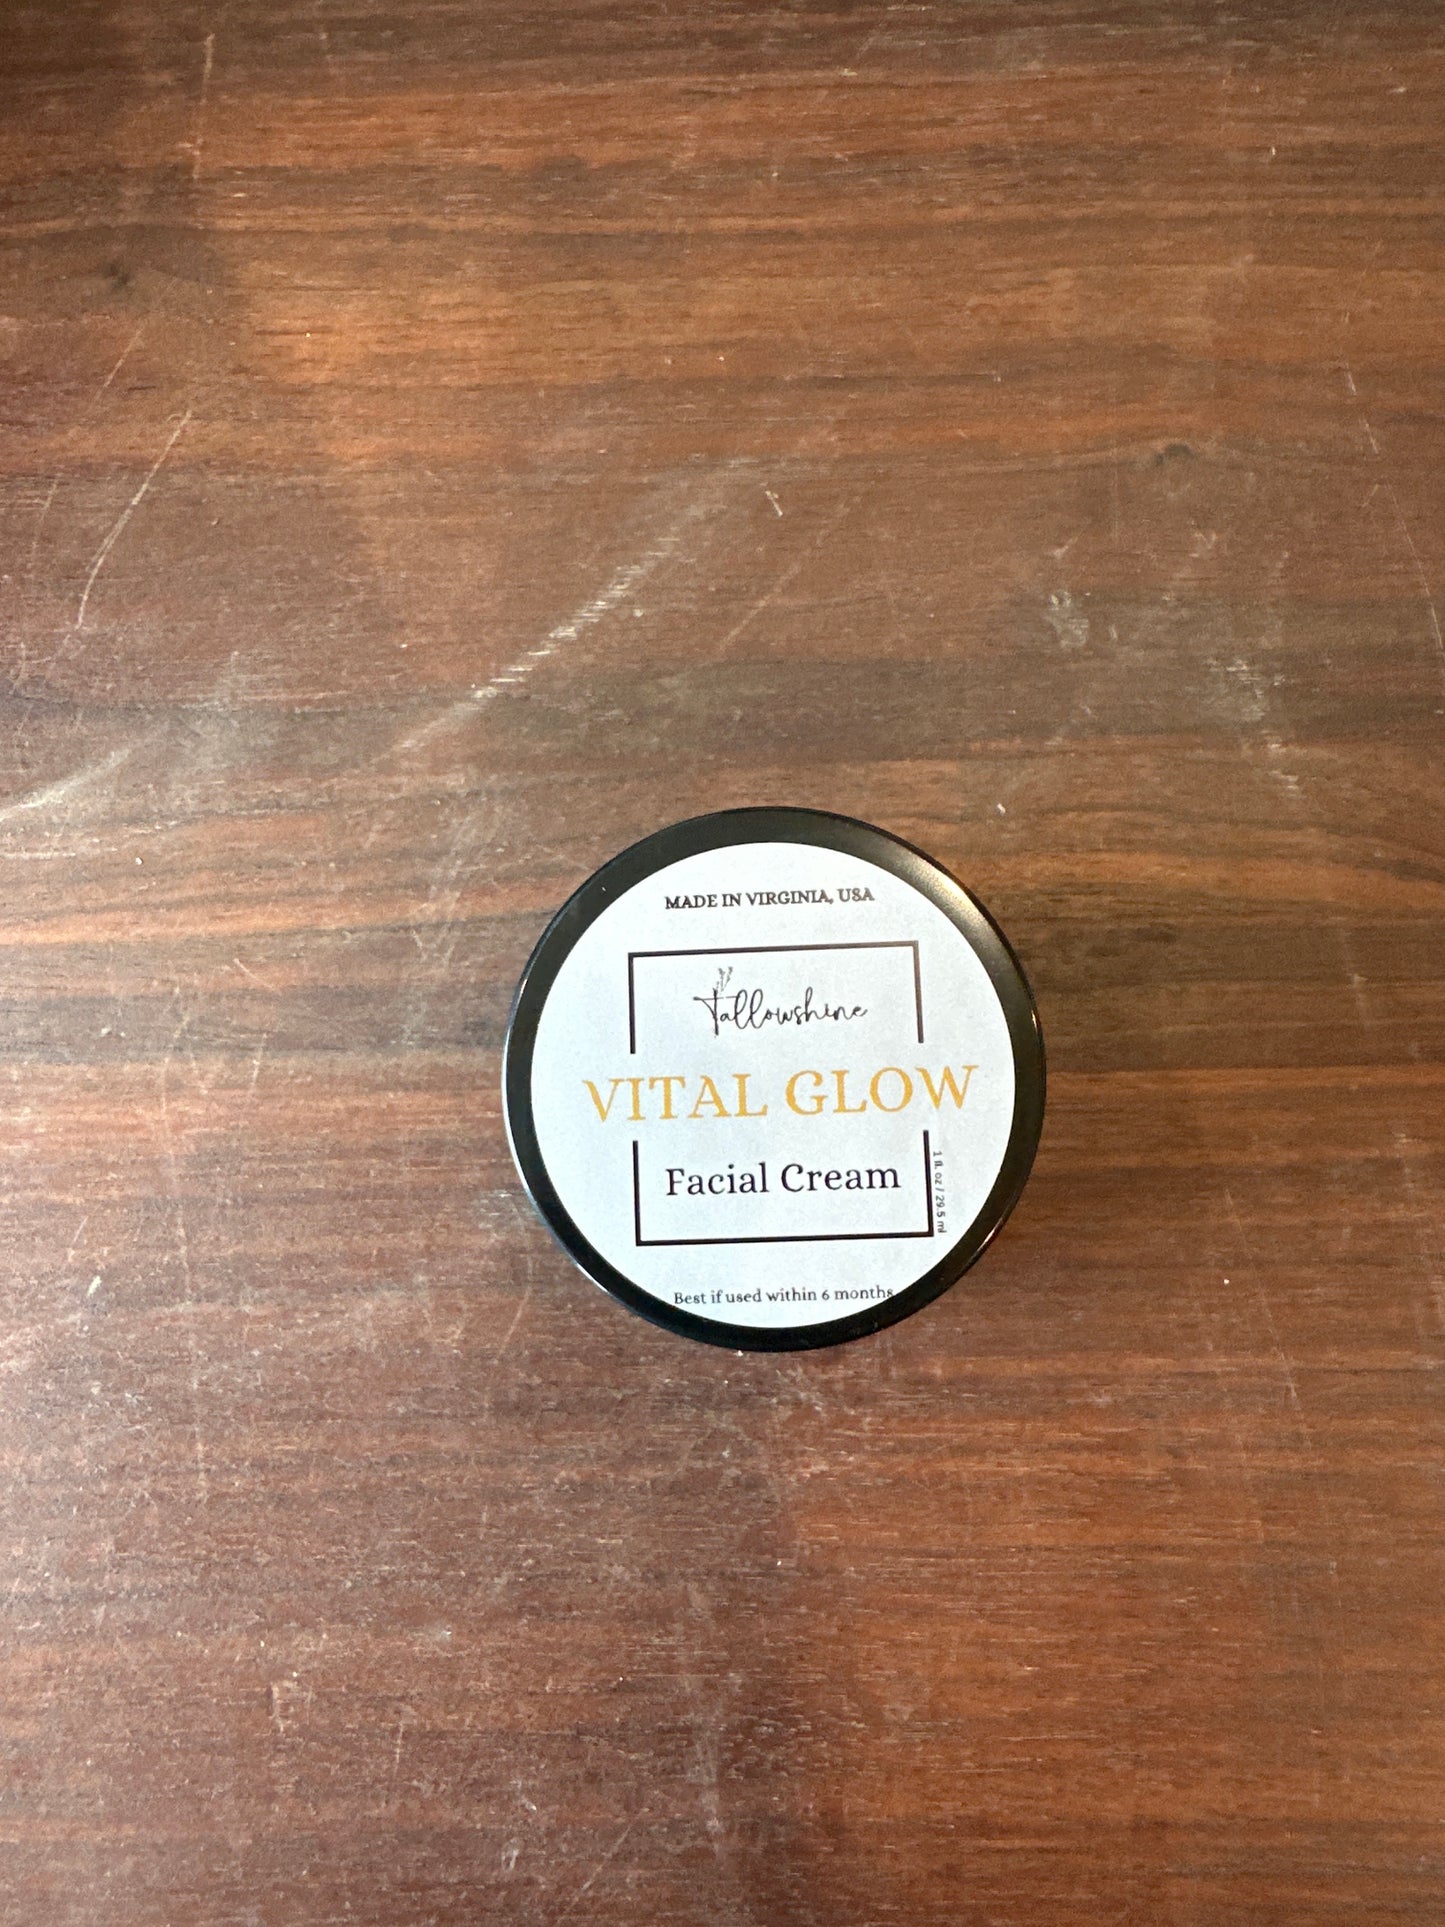 MADE IN VIRGINIA, USA
Tallowshine
VITAL GLOW
Facial Cream
1 fl. oz / 29.5 ml
Best if used within 6 months